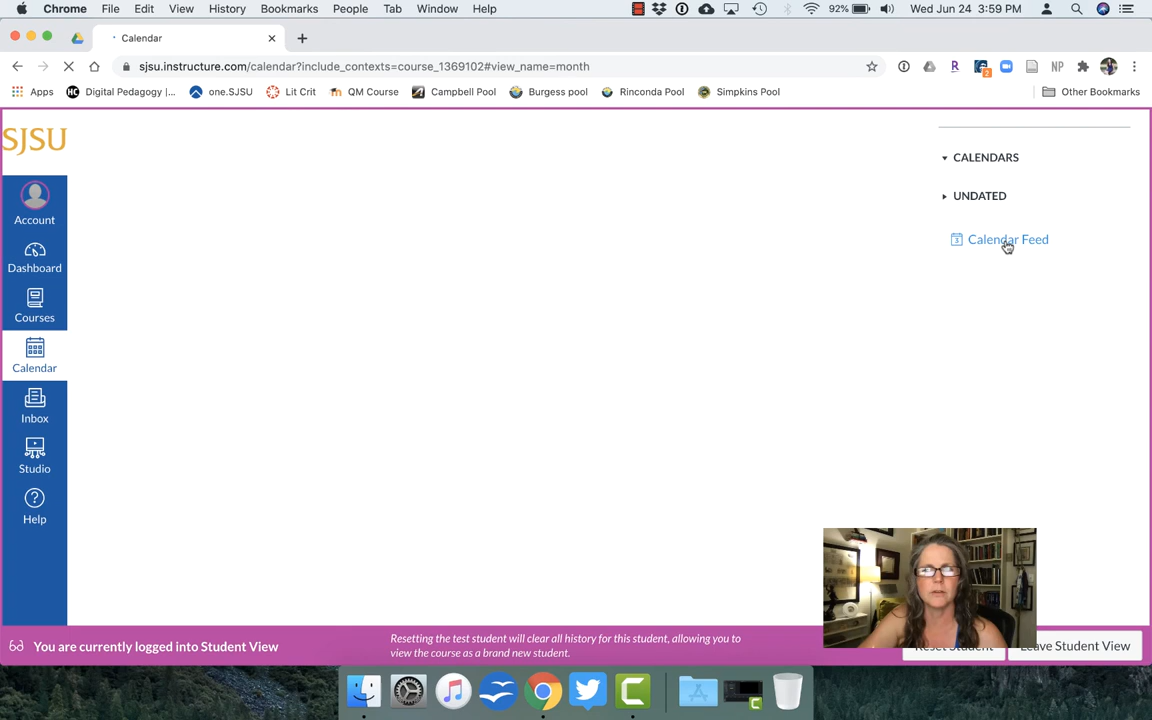 Chrome File Edit View History Bookmarks People Tab Window Help 92% Wed Jun 24 3:59 PM
Calendar
sjsu.instructure.com/calendar?include_contexts=course_1369102#view_name=month
2
Apps Digital Pedagogy |... one.SJSU Lit Crit QM Course Campbell Pool Burgess pool Rinconda Pool Simpkins Pool Other Bookmarks
SJSU
Account
Dashboard
Courses
Calendar
Inbox
Studio
Help
CALENDARS
UNDATED
Calendar Feed
You are currently logged into Student View
Resetting the test student will clear all history for this student, allowing you to
view the course as a brand new student.
Reset Student
Leave Student View